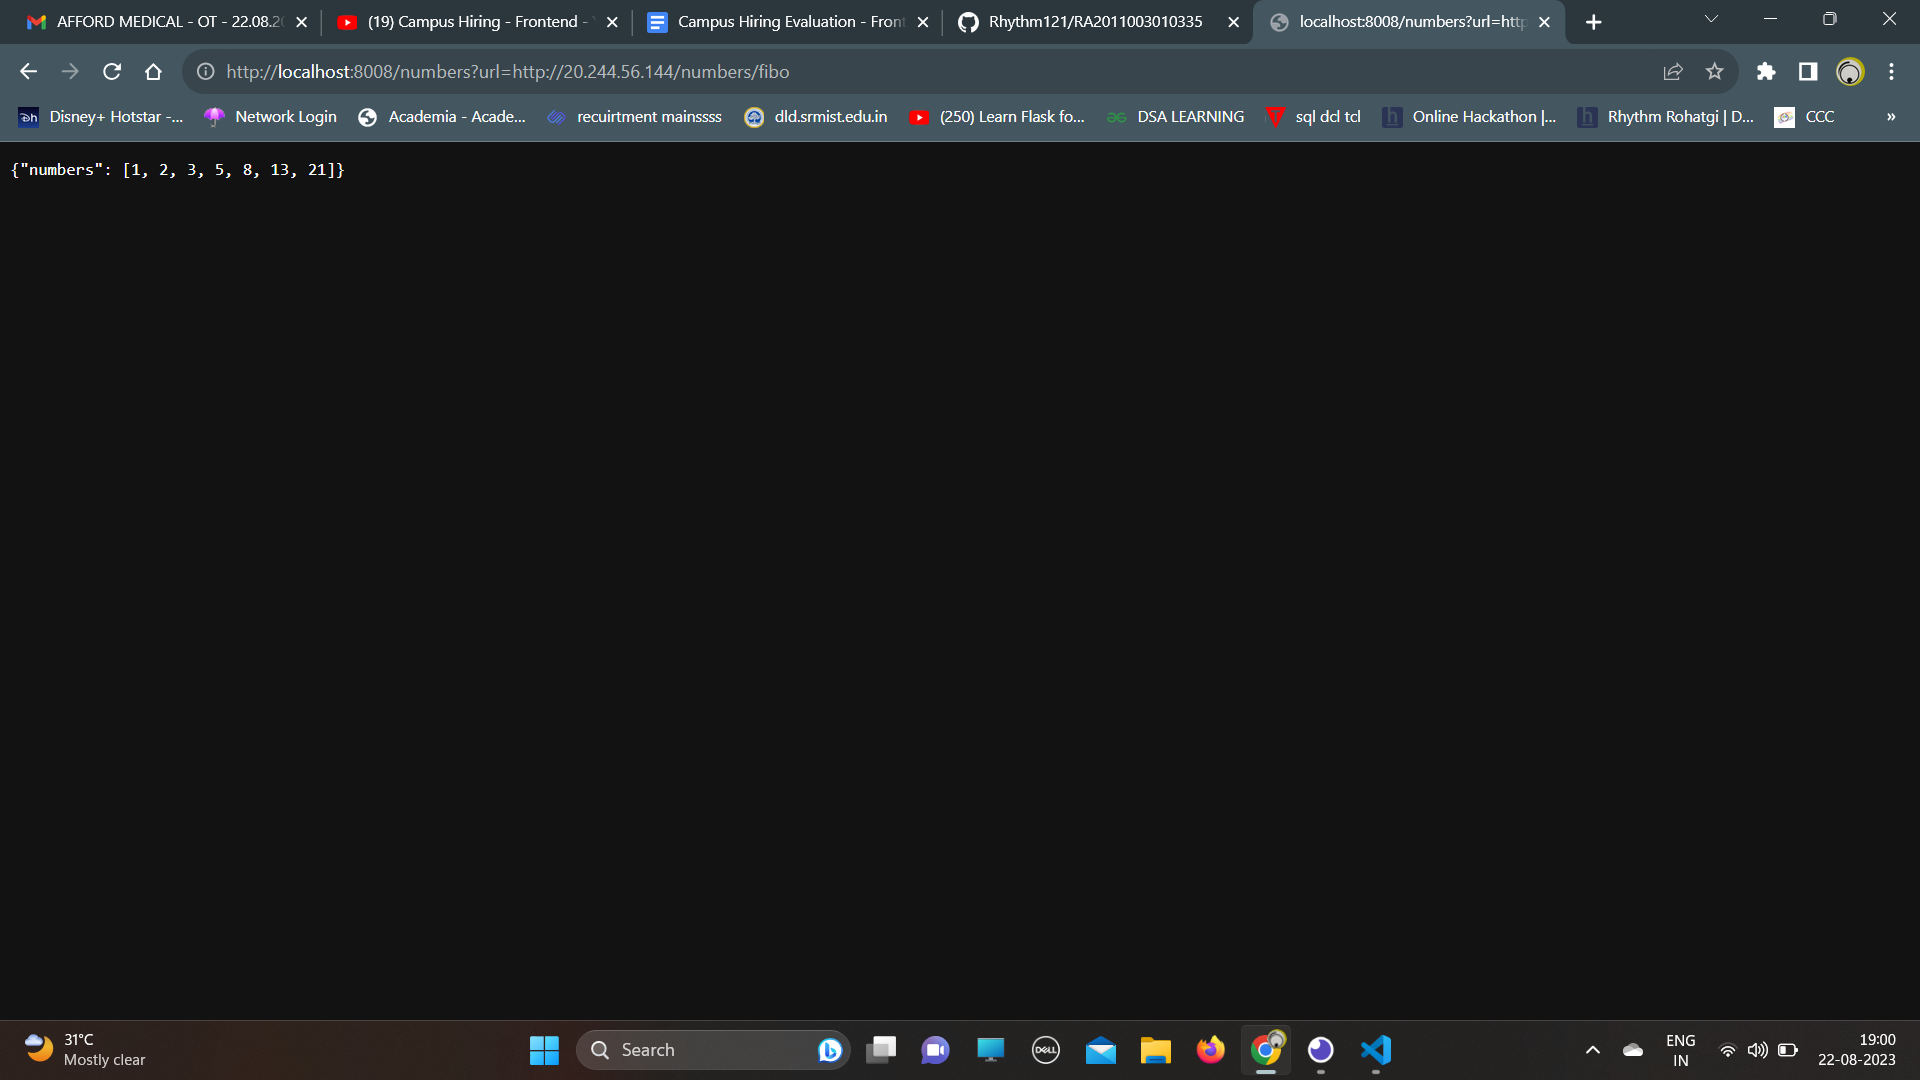 AFFORD MEDICAL - OT - 22.08.20
(19) Campus Hiring - Frontend -
Campus Hiring Evaluation - Front
Rhythm121/RA2011003010335
localhost:8008/numbers?url=http
http://localhost:8008/numbers?url=http://20.244.56.144/numbers/fibo
Disney+ Hotstar -...
Network Login
Academia - Acade...
recuirtment mainssss
dld.srmist.edu.in
(250) Learn Flask fo...
DSA LEARNING
sql dcl tcl
Online Hackathon |...
Rhythm Rohatgi | D...
CCC
»
{"numbers": [1, 2, 3, 5, 8, 13, 21]}
31°C
Mostly clear
Search
DELL
ENG
IN
19:00
22-08-2023